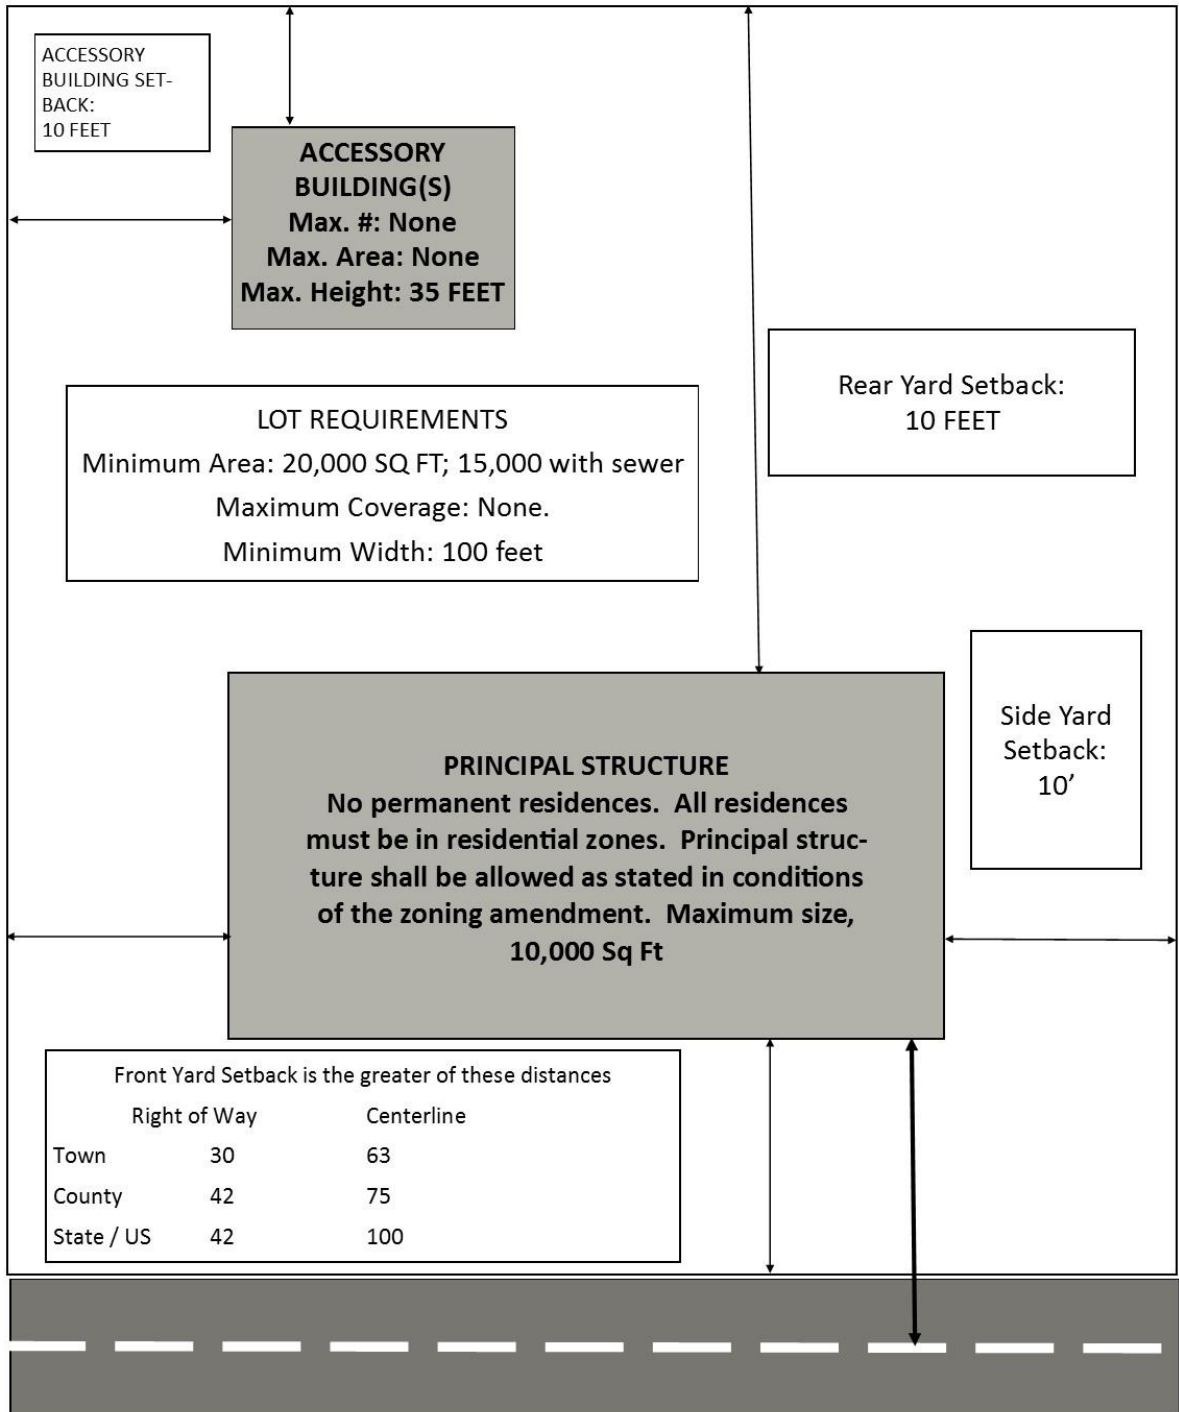 ACCESSORY
BUILDING SET-
BACK:
10 FEET
ACCESSORY
BUILDING(S)
Max. #: None
Max. Area: None
Max. Height: 35 FEET
Rear Yard Setback:
10 FEET
LOT REQUIREMENTS
Minimum Area: 20,000 SQ FT; 15,000 with sewer
Maximum Coverage: None.
Minimum Width: 100 feet
Side Yard
Setback:
10’
PRINCIPAL STRUCTURE
No permanent residences.  All residences
must be in residential zones.  Principal struc-
ture shall be allowed as stated in conditions
of the zoning amendment.  Maximum size,
10,000 Sq Ft
Front Yard Setback is the greater of these distances
Right of Way Centerline
Town 30 63
County 42 75
State / US 42 100